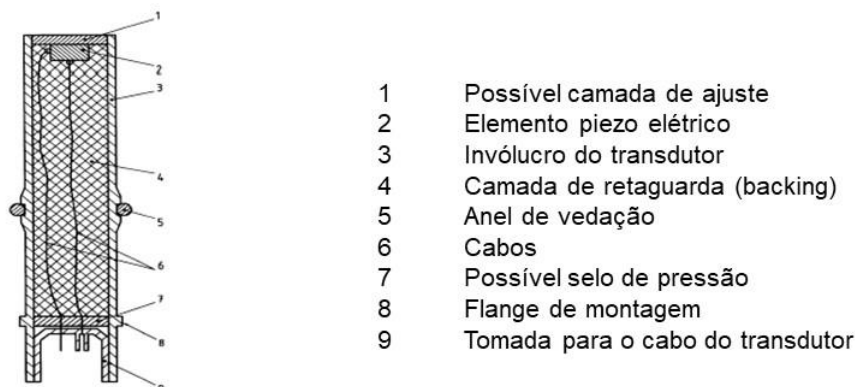 1
2
3
4
5
6
7
8
9
1 Possível camada de ajuste
2 Elemento piezo elétrico
3 Invólucro do transdutor
4 Camada de retaguarda (backing)
5 Anel de vedação
6 Cabos
7 Possível selo de pressão
8 Flange de montagem
9 Tomada para o cabo do transdutor